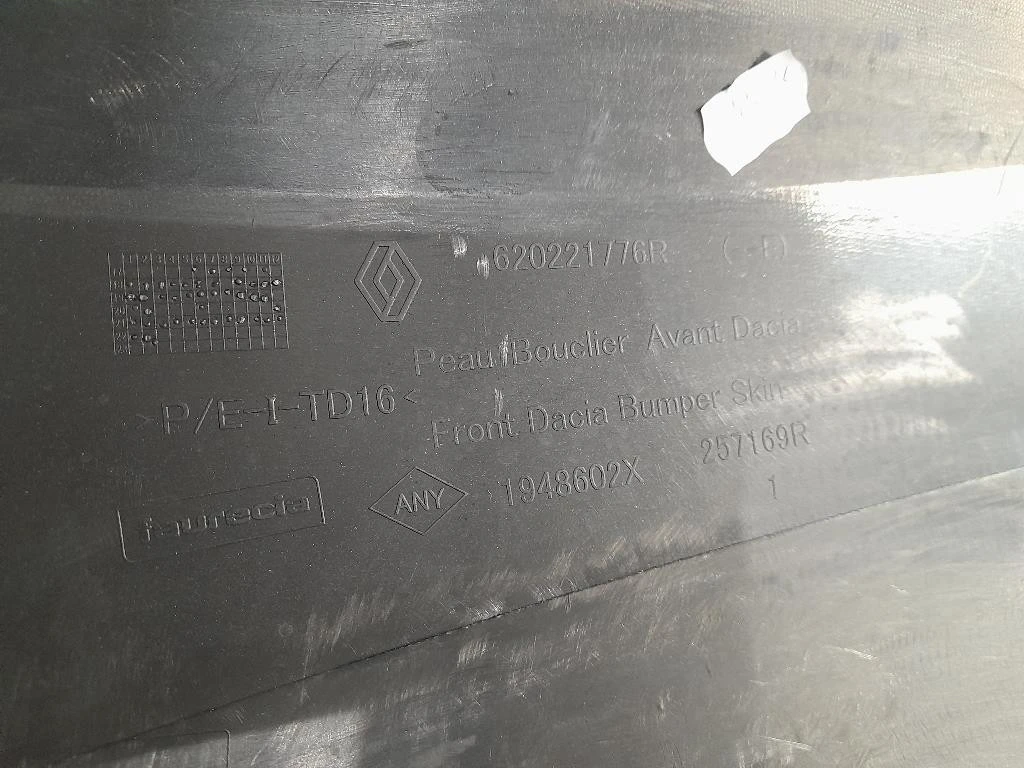 620221776R
Peau Bouclier Avant Dacia
>P/E-I-TD16<
Front Dacia Bumper Skin
faurecia
ANY
1948602X
257169R
1